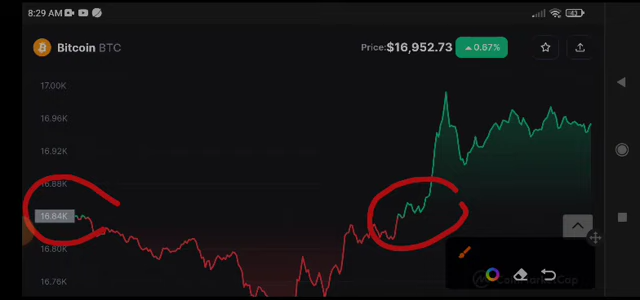 8:29 AM
Bitcoin BTC
Price:$16,952.73 0.67%
17.00K
16.96K
16.92K
16.88K
16.84K
16.80K
16.76K